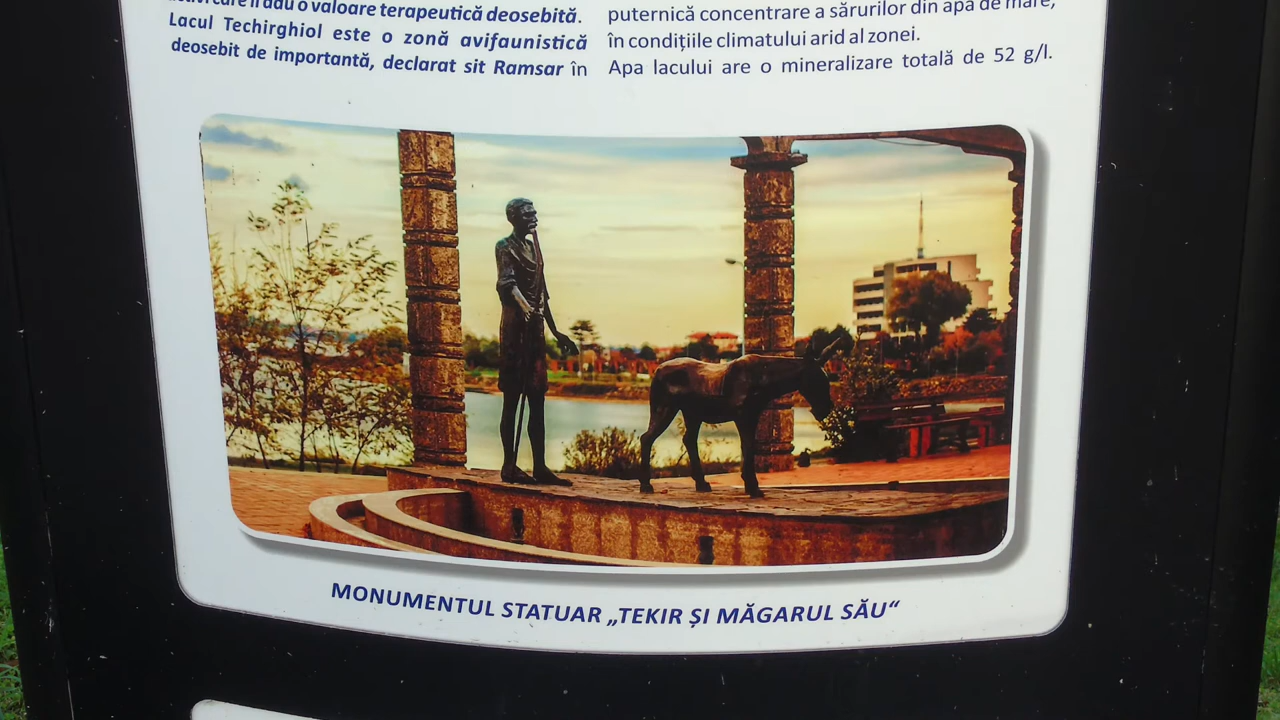 o valoare terapeutică deosebită.
Lacul Techirghiol este o zonă avifaunistică
deosebit de importantă, declarat sit Ramsar în
puternică concentrare a sărurilor din apa de mare,
în condițiile climatului arid al zonei.
Apa lacului are o mineralizare totală de 52 g/l.
MONUMENTUL STATUAR „TEKIR ȘI MĂGARUL SĂU“